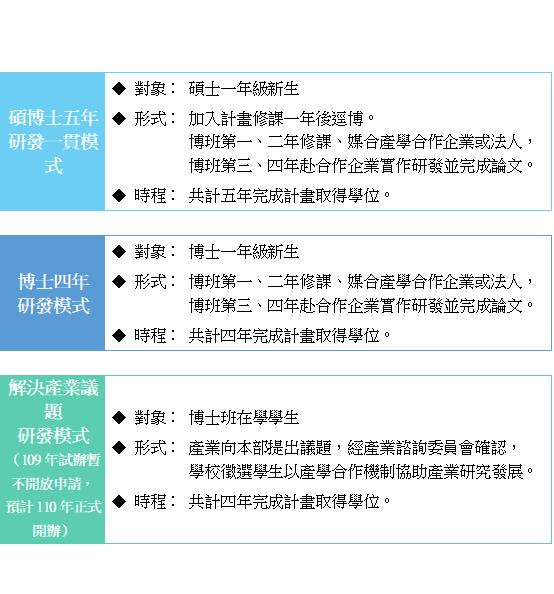 碩博士五年
研發一貫模
式
◆ 對象： 碩士一年級新生
◆ 形式： 加入計畫修課一年後逕博。
博班第一、二年修課、媒合產學合作企業或法人，
博班第三、四年赴合作企業實作研發並完成論文。
◆ 時程： 共計五年完成計畫取得學位。
博士四年
研發模式
◆ 對象： 博士一年級新生
◆ 形式： 博班第一、二年修課、媒合產學合作企業或法人，
博班第三、四年赴合作企業實作研發並完成論文。
◆ 時程： 共計四年完成計畫取得學位。
解決產業議
題
研發模式
（109 年試辦暫
不開放申請，
預計 110 年正式
開辦）
◆ 對象： 博士班在學學生
◆ 形式： 產業向本部提出議題，經產業諮詢委員會確認，
學校徵選學生以產學合作機制協助產業研究發展。
◆ 時程： 共計四年完成計畫取得學位。